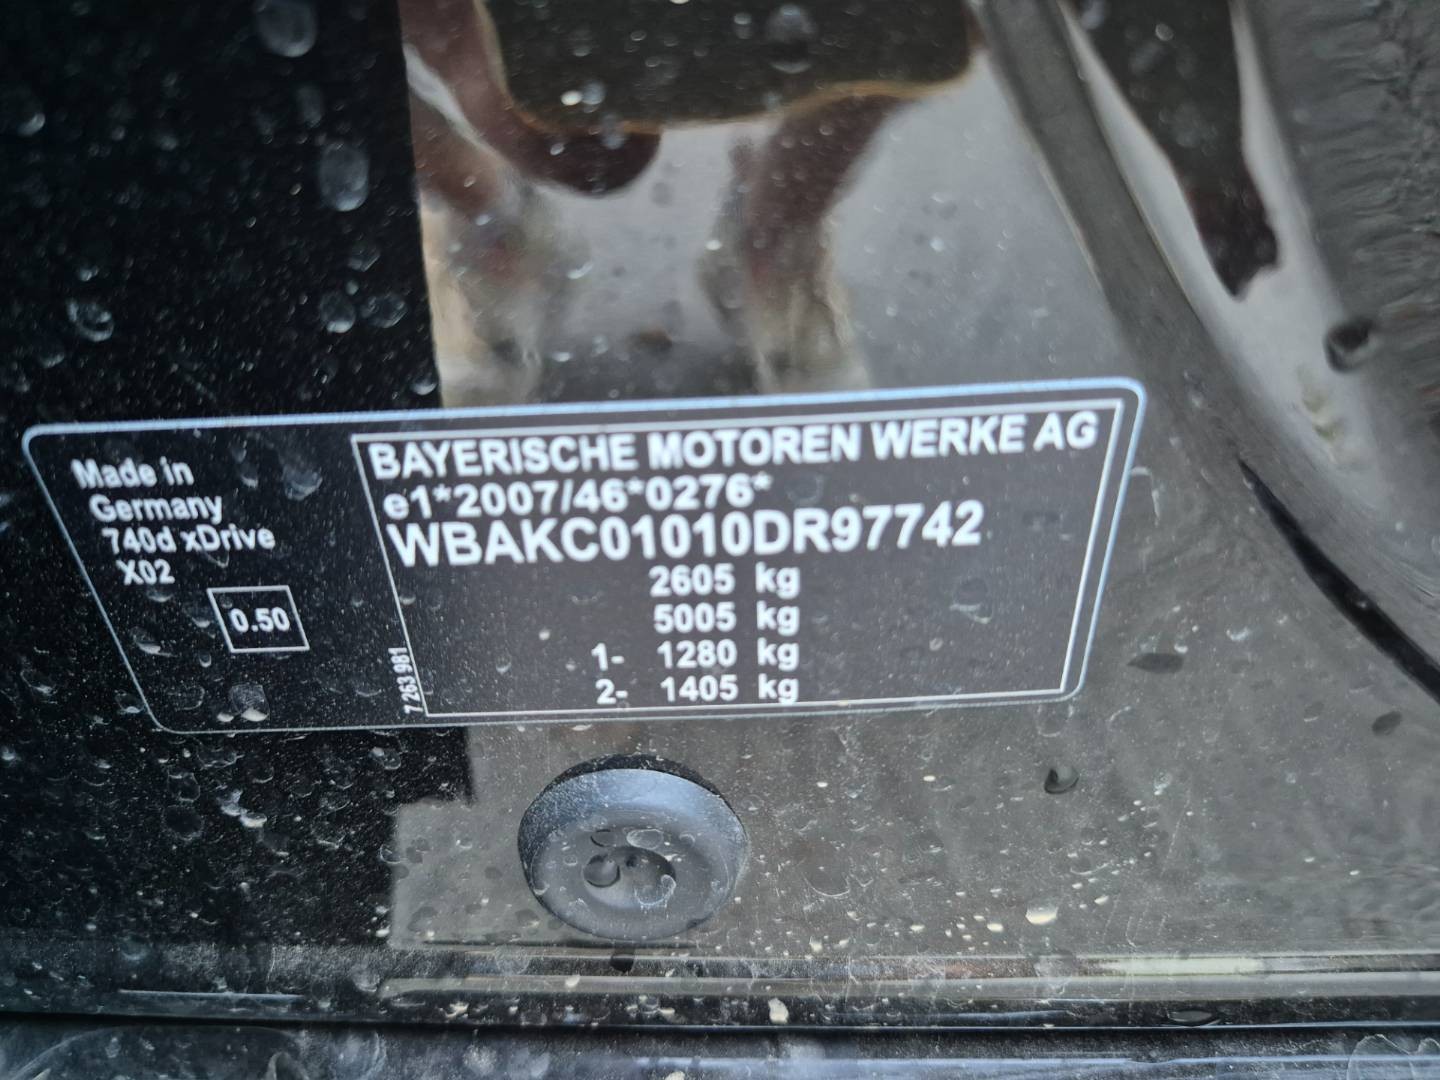 Made in
Germany
740d xDrive
X02
0.50
7 263 981
BAYERISCHE MOTOREN WERKE AG
e1*2007/46*0276*
WBAKC01010DR97742
2605 kg
5005 kg
1- 1280 kg
2- 1405 kg